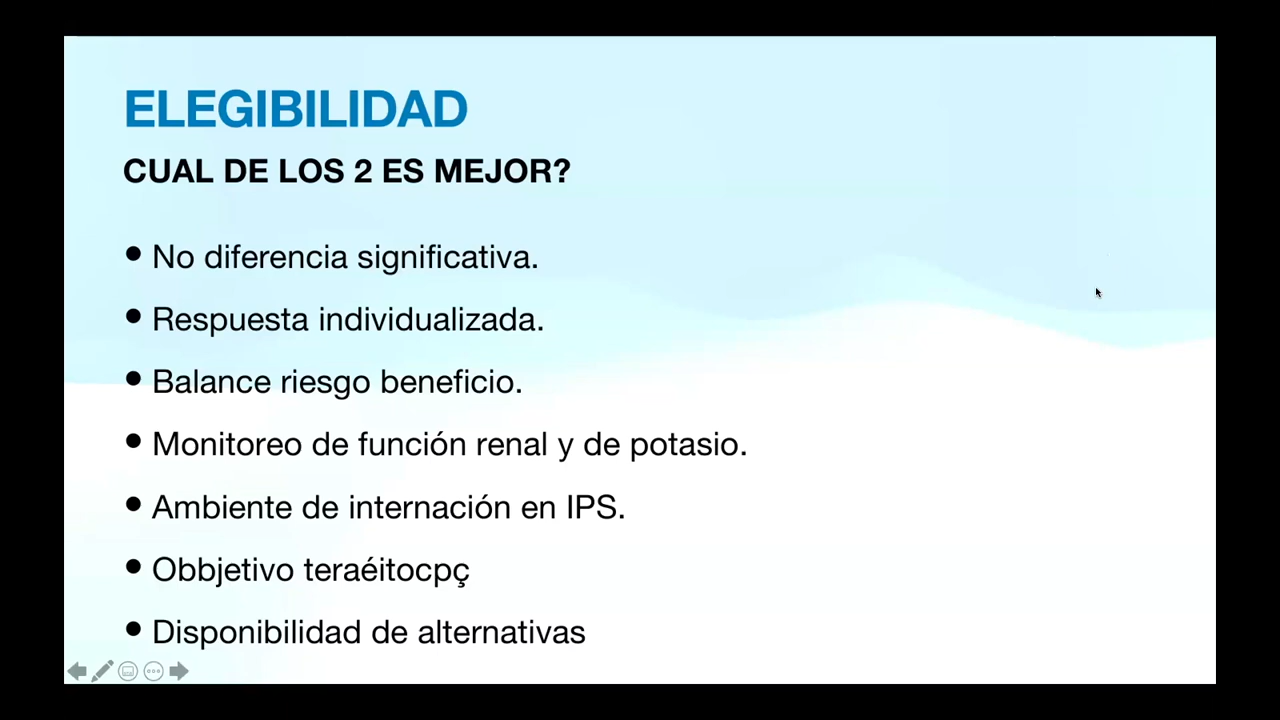 ELEGIBILIDAD
CUAL DE LOS 2 ES MEJOR?
• No diferencia significativa.
• Respuesta individualizada.
• Balance riesgo beneficio.
• Monitoreo de función renal y de potasio.
• Ambiente de internación en IPS.
• Obbjetivo teraéitocpç
• Disponibilidad de alternativas